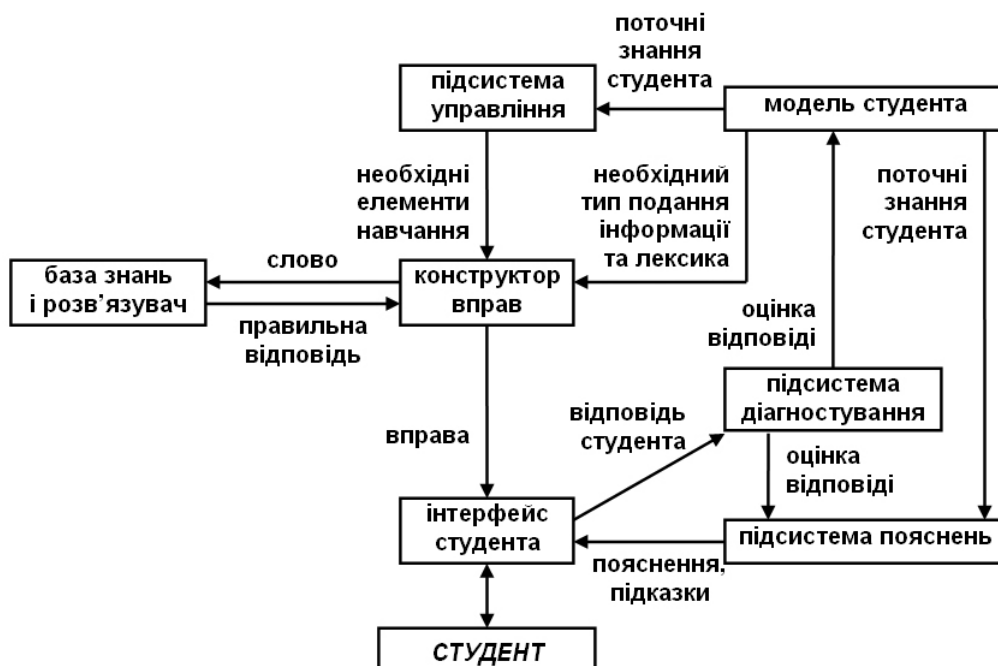 поточні
знання
студента
підсистема
управління
модель студента
необхідні
елементи
навчання
необхідний
тип подання
інформації
та лексика
поточні
знання
студента
база знань
і розв’язувач
слово
правильна
відповідь
конструктор
вправ
оцінка
відповіді
підсистема
діагностування
вправа
відповідь
студента
оцінка
відповіді
інтерфейс
студента
підсистема пояснень
пояснення,
підказки
СТУДЕНТ